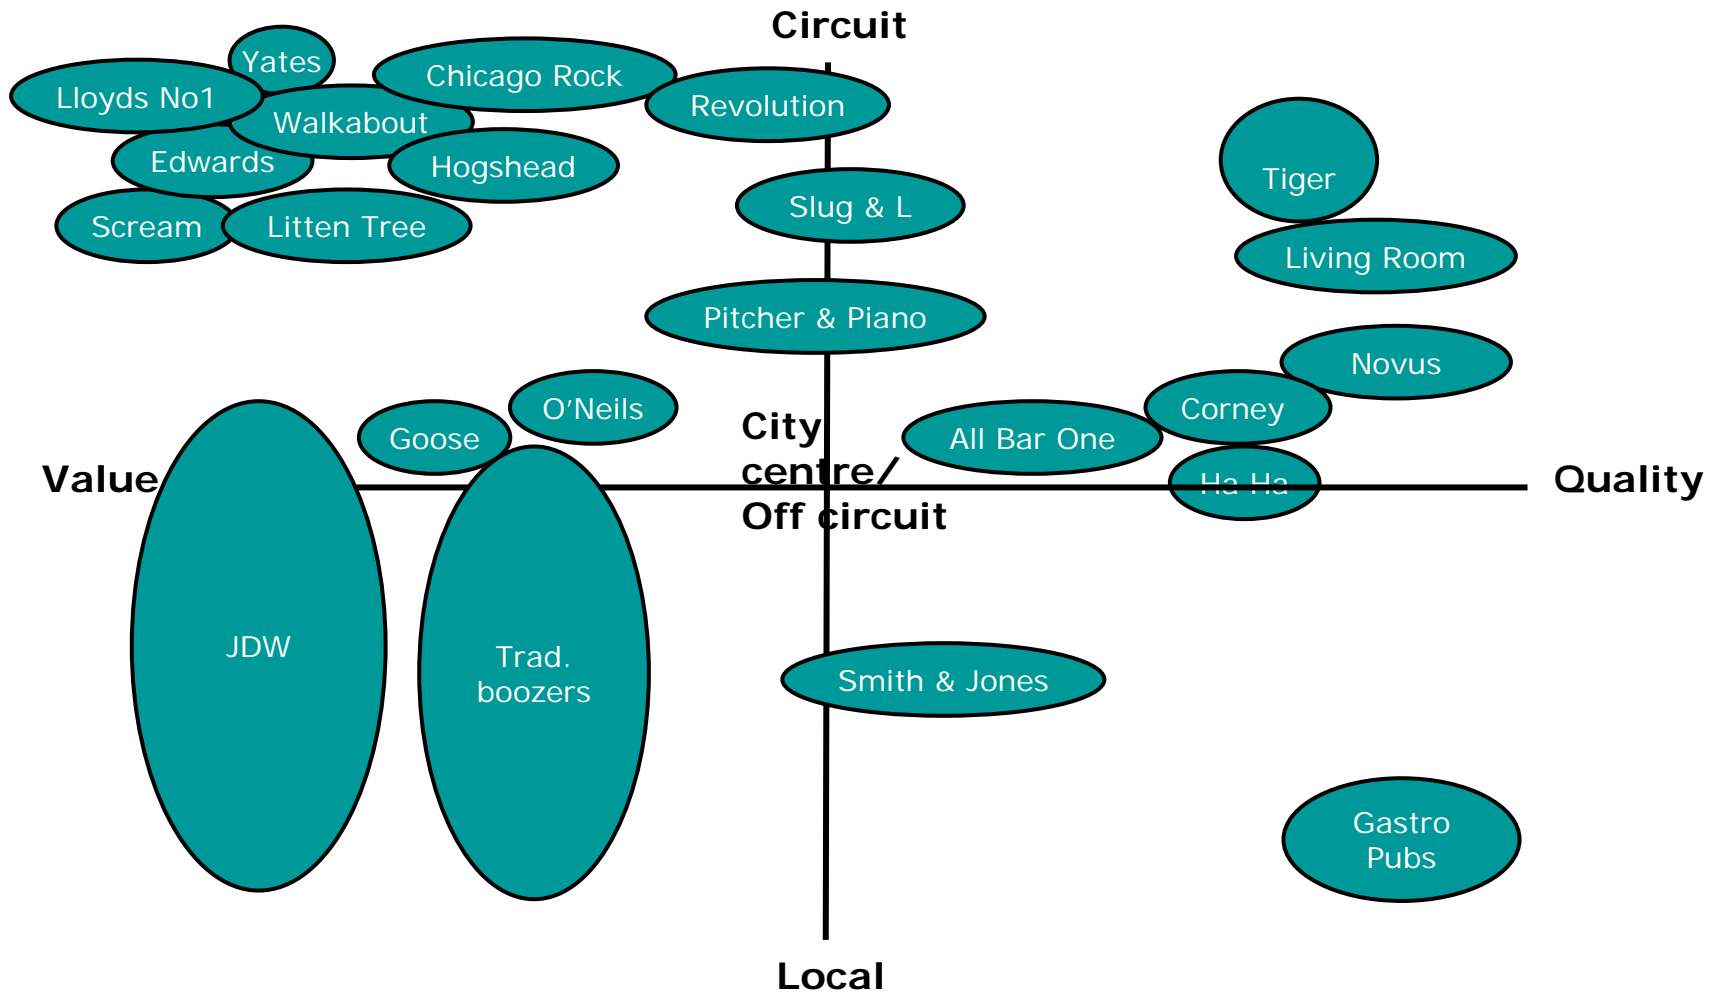 Circuit
Yates
Chicago Rock
Lloyds No1
Revolution
Walkabout
Edwards
Hogshead
Tiger
Slug & L
Scream
Litten Tree
Living Room
Pitcher & Piano
Novus
O’Neils
Corney
City
Goose
All Bar One
centre/
Value
Quality
Ha Ha
Off circuit
JDW
Trad.
boozers
Smith & Jones
Gastro
Pubs
Local